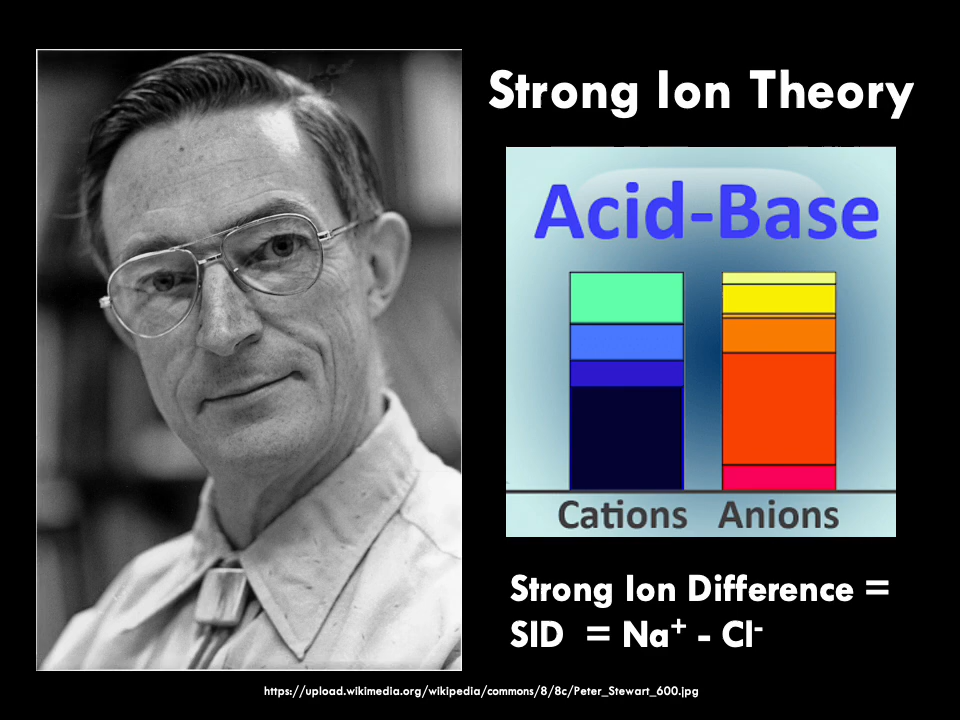 Strong Ion Theory
Acid-Base
Cations Anions
Strong Ion Difference =
SID = Na⁺ - Cl⁻
https://upload.wikimedia.org/wikipedia/commons/8/8c/Peter_Stewart_600.jpg